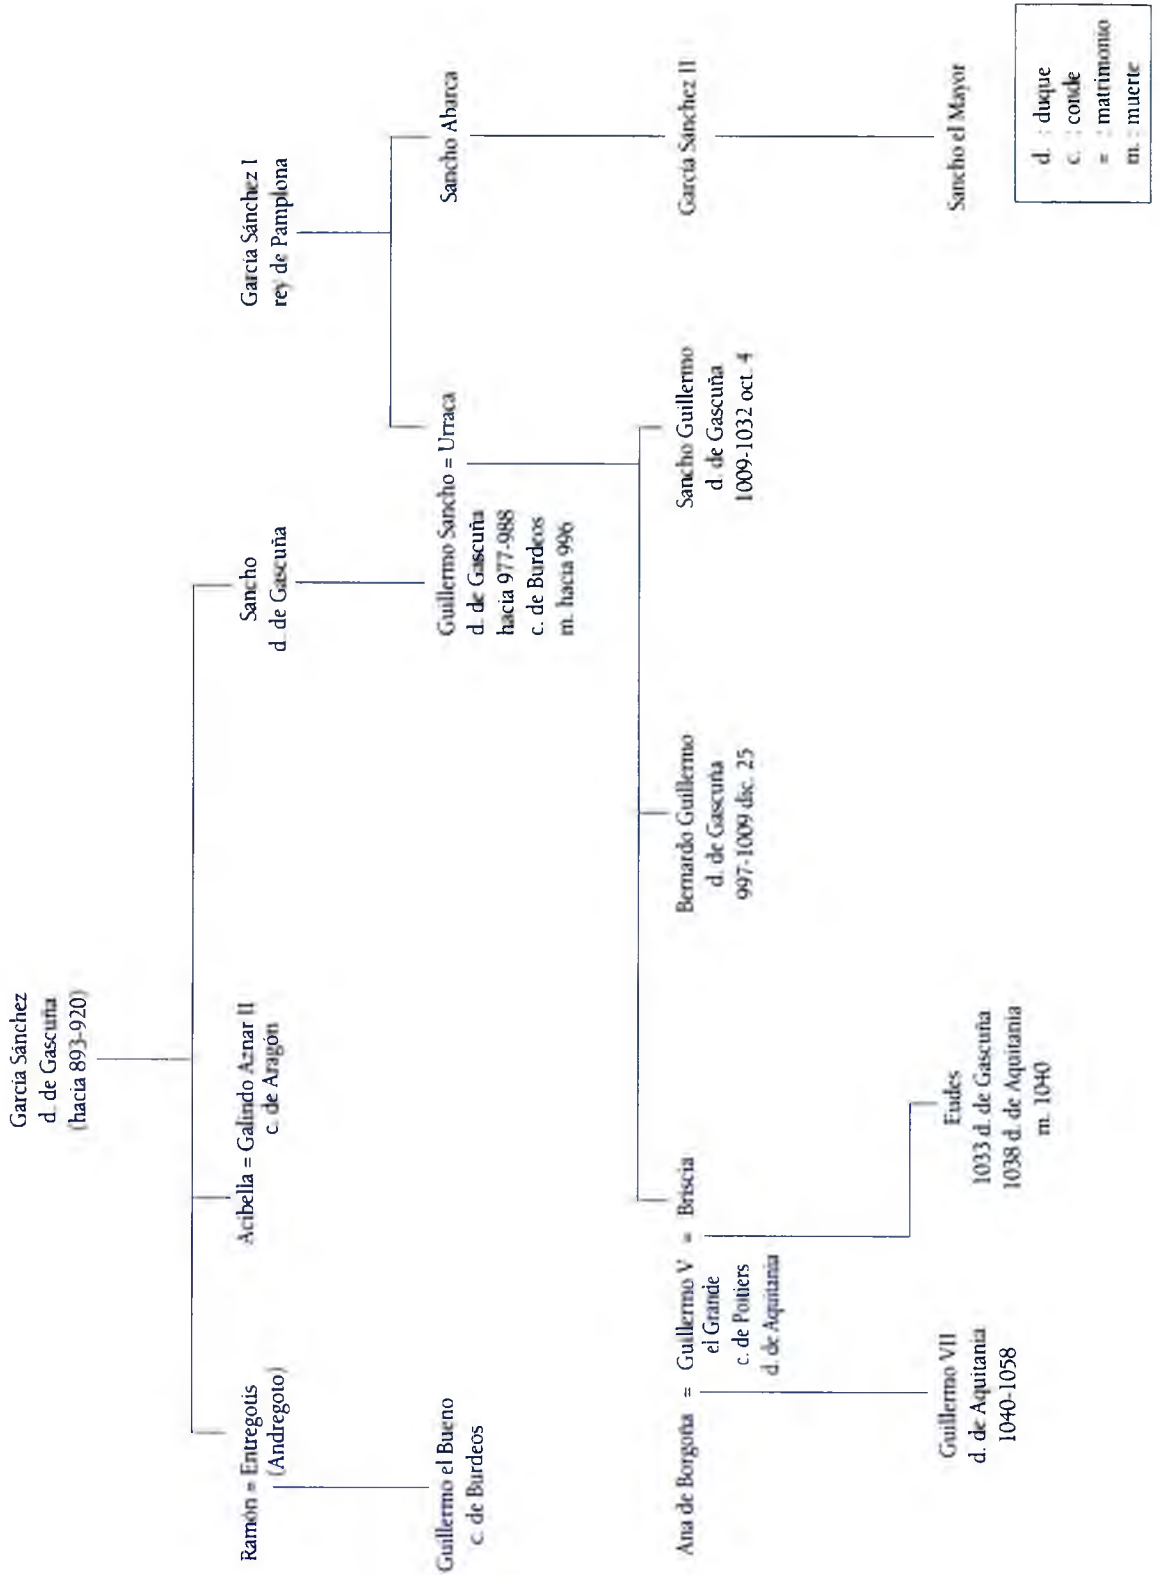 García Sánchez
d. de Gascuña
(hacia 893-920)
Ramón = Entregotis
(Andregoto)
Acibella = Galindo Aznar II
c. de Aragón
Sancho
d. de Gascuña
García Sánchez I
rey de Pamplona
Guillermo el Bueno
c. de Burdeos
Guillermo Sancho = Urraca
d. de Gascuña
hacia 977-988
c. de Burdeos
m. hacia 996
Sancho Abarca
Ana de Borgoña = Guillermo V = Briscia
el Grande
c. de Poitiers
d. de Aquitania
Bernardo Guillermo
d. de Gascuña
997-1009 dic. 25
Sancho Guillermo
d. de Gascuña
1009-1032 oct. 4
García Sánchez II
Guillermo VII
d. de Aquitania
1040-1058
Eudes
1033 d. de Gascuña
1038 d. de Aquitania
m. 1040
Sancho el Mayor
d. : duque
c. : conde
= : matrimonio
m. : muerte